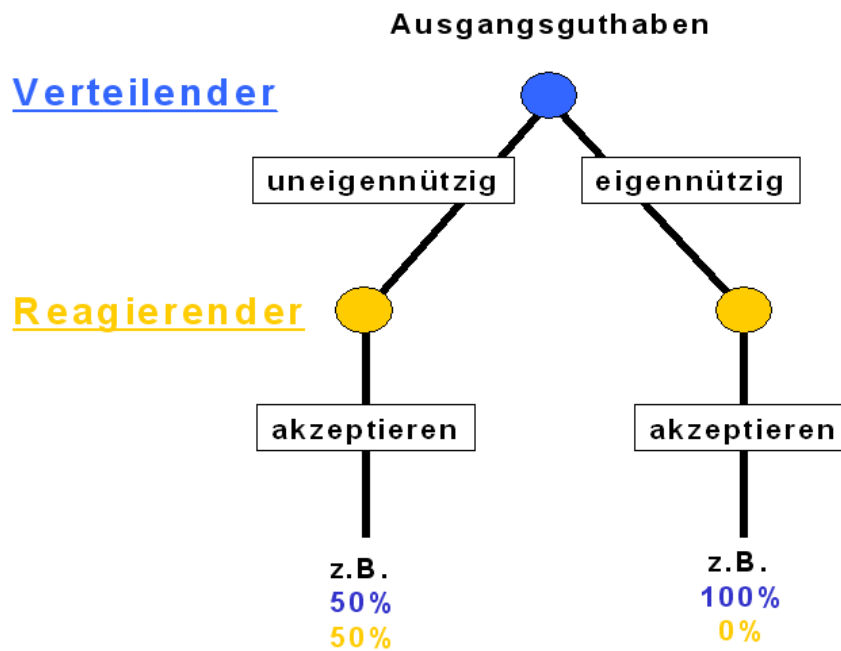 Ausgangsguthaben
Verteilender
uneigennützig
eigennützig
Reagierender
akzeptieren
akzeptieren
z.B.
50%
50%
z.B.
100%
0%